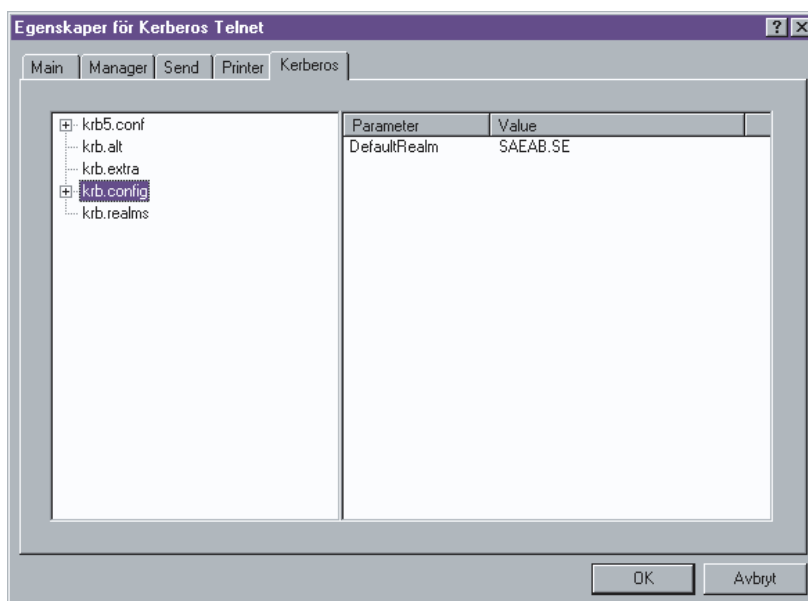 Egenskaper för Kerberos Telnet
Main Manager Send Printer Kerberos
krb5.conf
krb.alt
krb.extra
krb.config
krb.realms
Parameter Value
DefaultRealm SAEAB.SE
OK Avbryt